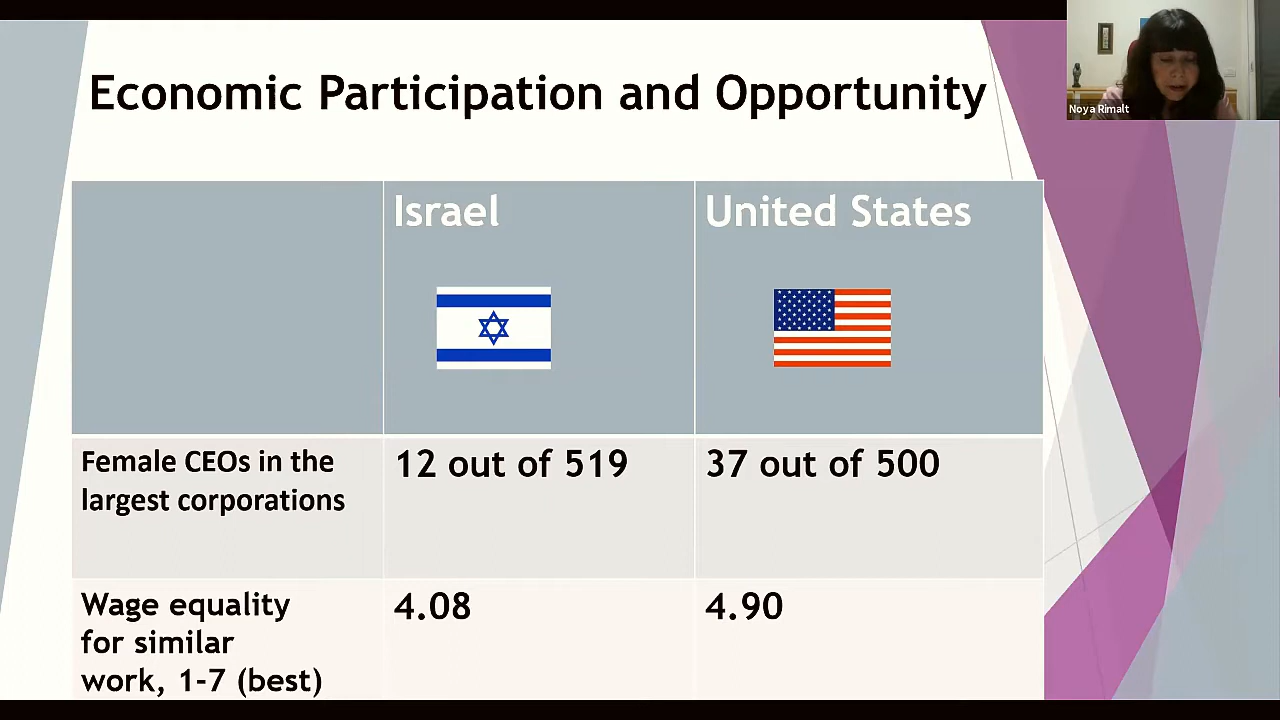 Economic Participation and Opportunity
Noya Rimalt
Israel
United States
Female CEOs in the
largest corporations
12 out of 519
37 out of 500
Wage equality
for similar
work, 1-7 (best)
4.08
4.90